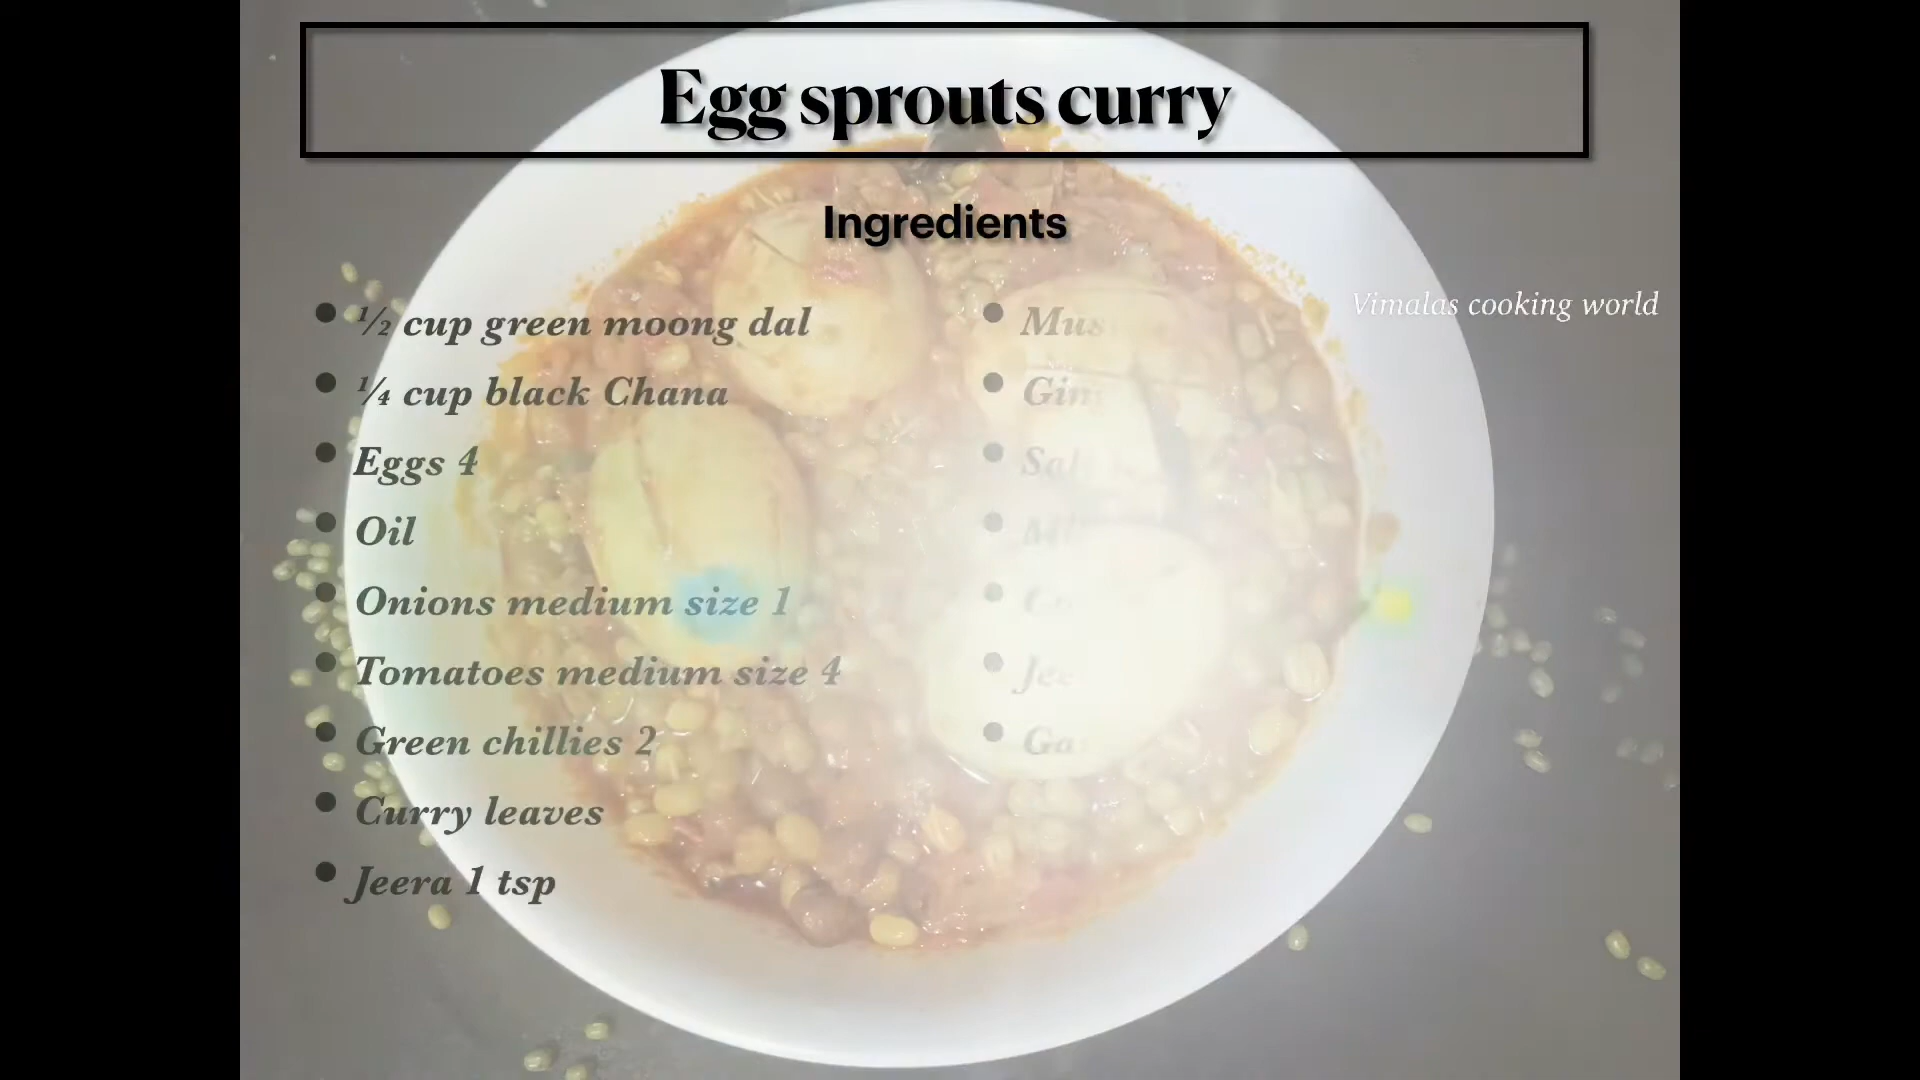 Egg sprouts curry
Ingredients
Vimalas cooking world
½ cup green moong dal
¼ cup black Chana
Eggs 4
Oil
Onions medium size 1
Tomatoes medium size 4
Green chillies 2
Curry leaves
Jeera 1 tsp